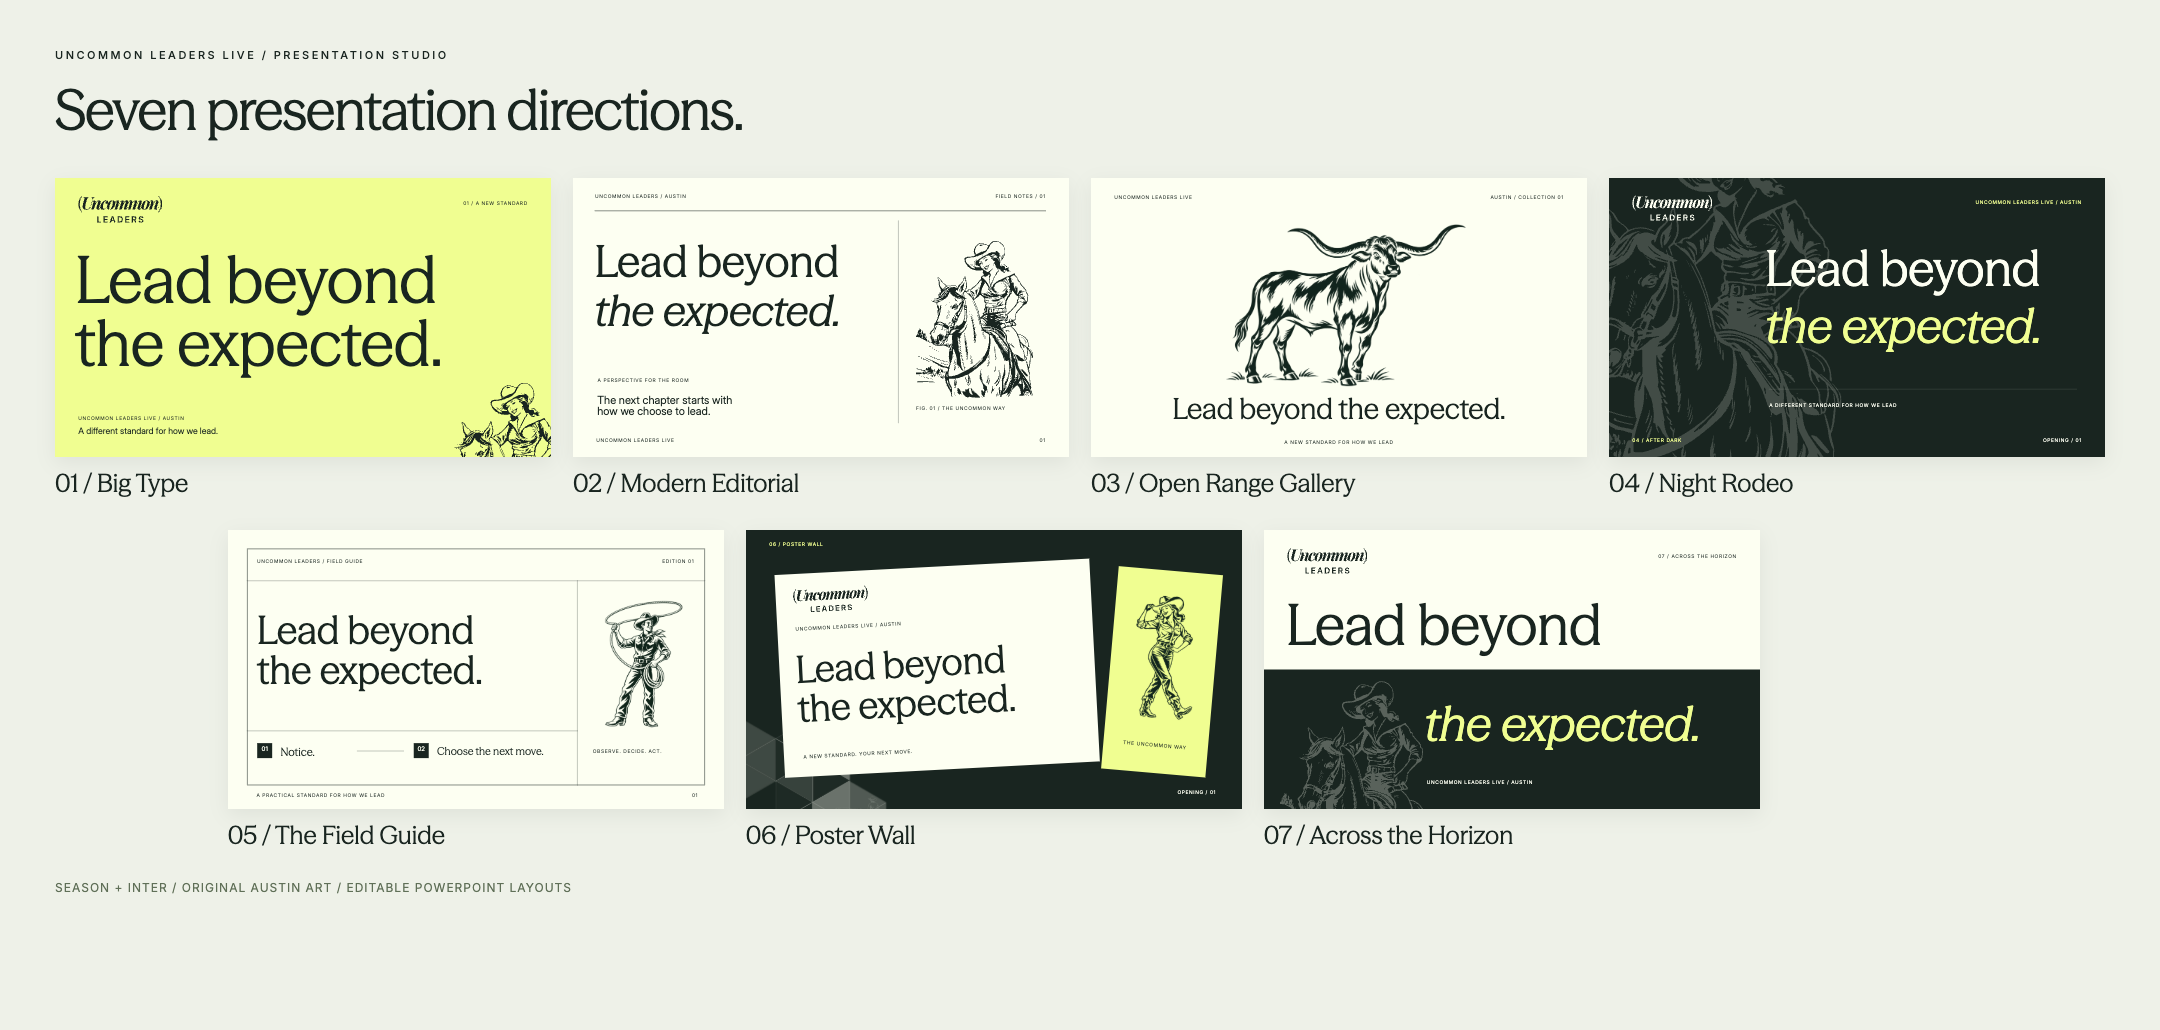 UNCOMMON LEADERS LIVE / PRESENTATION STUDIO
Seven presentation directions.
(Uncommon)
LEADERS
01 / A NEW STANDARD
Lead beyond
the expected.
UNCOMMON LEADERS LIVE / AUSTIN
A different standard for how we lead.
01 / Big Type
UNCOMMON LEADERS / AUSTIN
FIELD NOTES / 01
Lead beyond
the expected.
A PERSPECTIVE FOR THE ROOM
The next chapter starts with
how we choose to lead.
FIG. 01 / THE UNCOMMON WAY
UNCOMMON LEADERS LIVE
01
02 / Modern Editorial
UNCOMMON LEADERS LIVE
AUSTIN / COLLECTION 01
Lead beyond the expected.
A NEW STANDARD FOR HOW WE LEAD
03 / Open Range Gallery
(Uncommon)
LEADERS
UNCOMMON LEADERS LIVE / AUSTIN
Lead beyond
the expected.
A DIFFERENT STANDARD FOR HOW WE LEAD
04 / AFTER DARK
OPENING / 01
04 / Night Rodeo
UNCOMMON LEADERS / FIELD GUIDE
EDITION 01
Lead beyond
the expected.
01 Notice.
02 Choose the next move.
OBSERVE. DECIDE. ACT.
A PRACTICAL STANDARD FOR HOW WE LEAD
01
05 / The Field Guide
06 / POSTER WALL
(Uncommon)
LEADERS
UNCOMMON LEADERS LIVE / AUSTIN
Lead beyond
the expected.
A NEW STANDARD. YOUR NEXT MOVE.
THE UNCOMMON WAY
OPENING / 01
06 / Poster Wall
(Uncommon)
LEADERS
07 / ACROSS THE HORIZON
Lead beyond
the expected.
UNCOMMON LEADERS LIVE / AUSTIN
07 / Across the Horizon
SEASON + INTER / ORIGINAL AUSTIN ART / EDITABLE POWERPOINT LAYOUTS